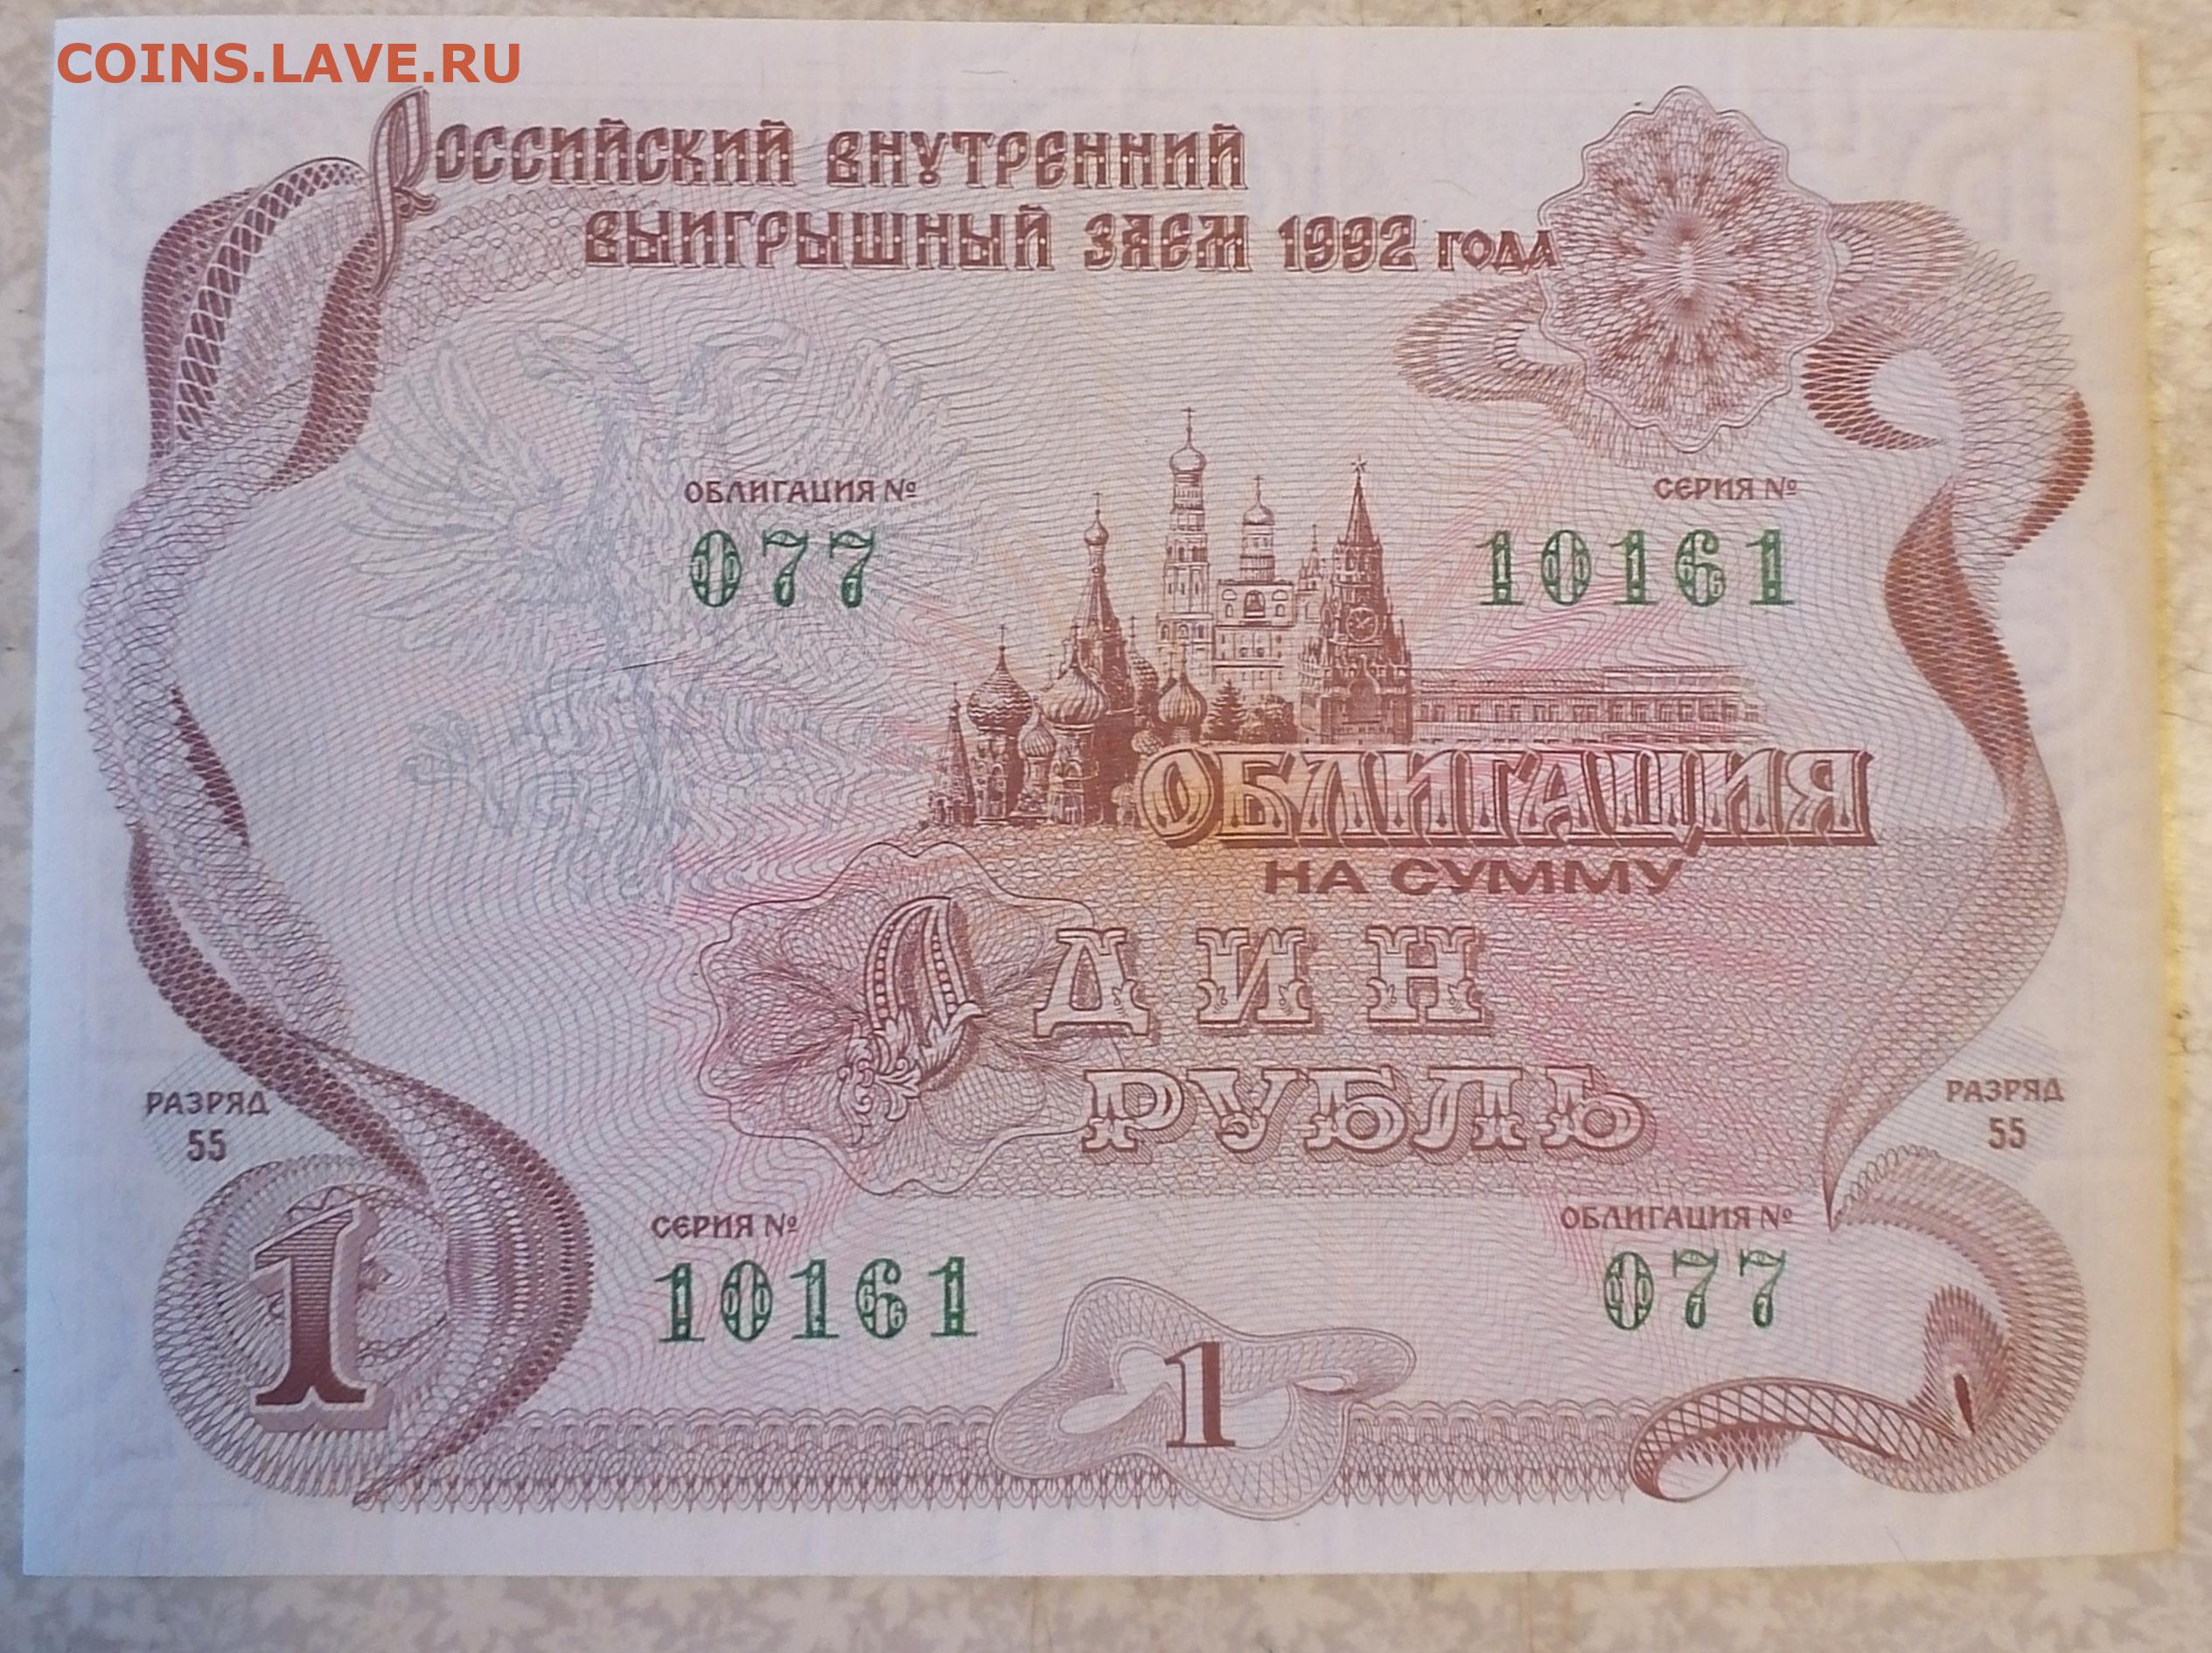 COINS.LAVE.RU
РОССИЙСКИЙ ВНУТРЕННИЙ
ВЫИГРЫШНЫЙ ЗАЕМ 1992 ГОДА
ОБЛИГАЦИЯ № СЕРИЯ №
077 10161
ОБЛИГАЦИЯ
НА СУММУ
ОДИН
РУБЛЬ
РАЗРЯД РАЗРЯД
55 55
СЕРИЯ № ОБЛИГАЦИЯ №
10161 077
1 1